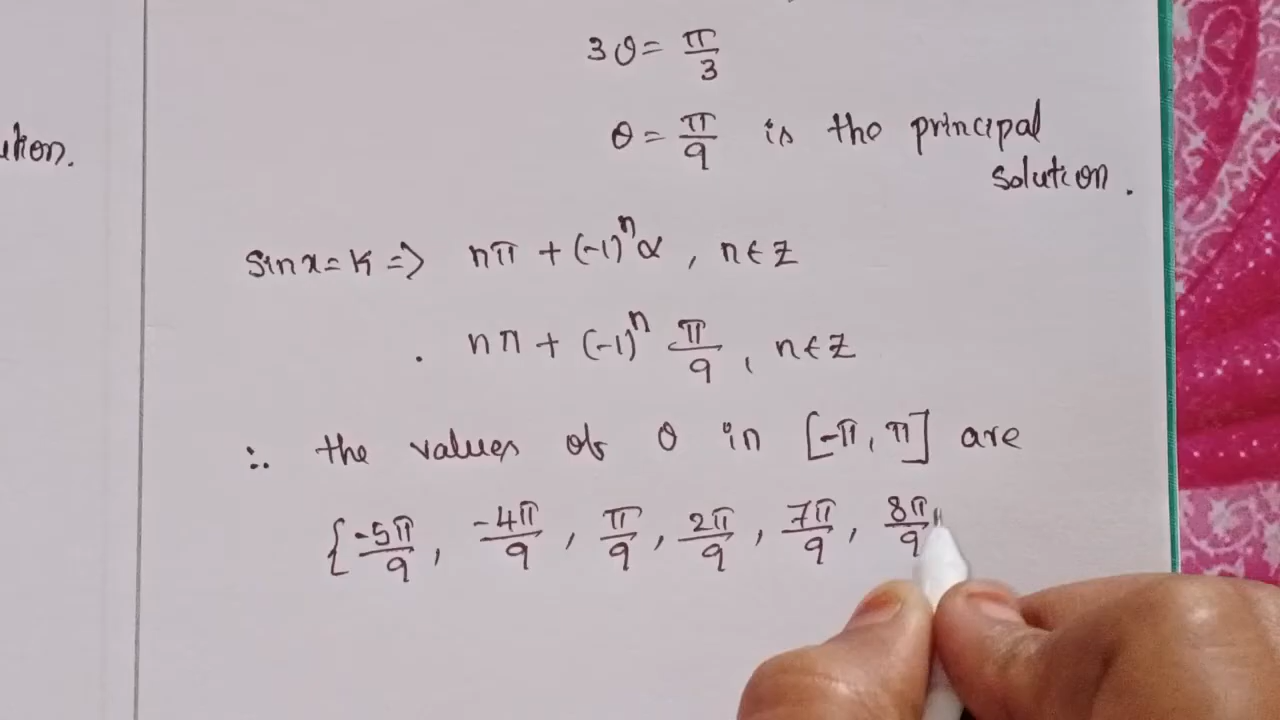 3θ = π/3
θ = π/9 is the principal
solution.
ution.
Sin x = K => nπ + (-1)^n α , n ∈ Z
. nπ + (-1)^n π/9 , n ∈ Z
∴ the values of θ in [-π, π] are
{-5π/9, -4π/9, π/9, 2π/9, 7π/9, 8π/9